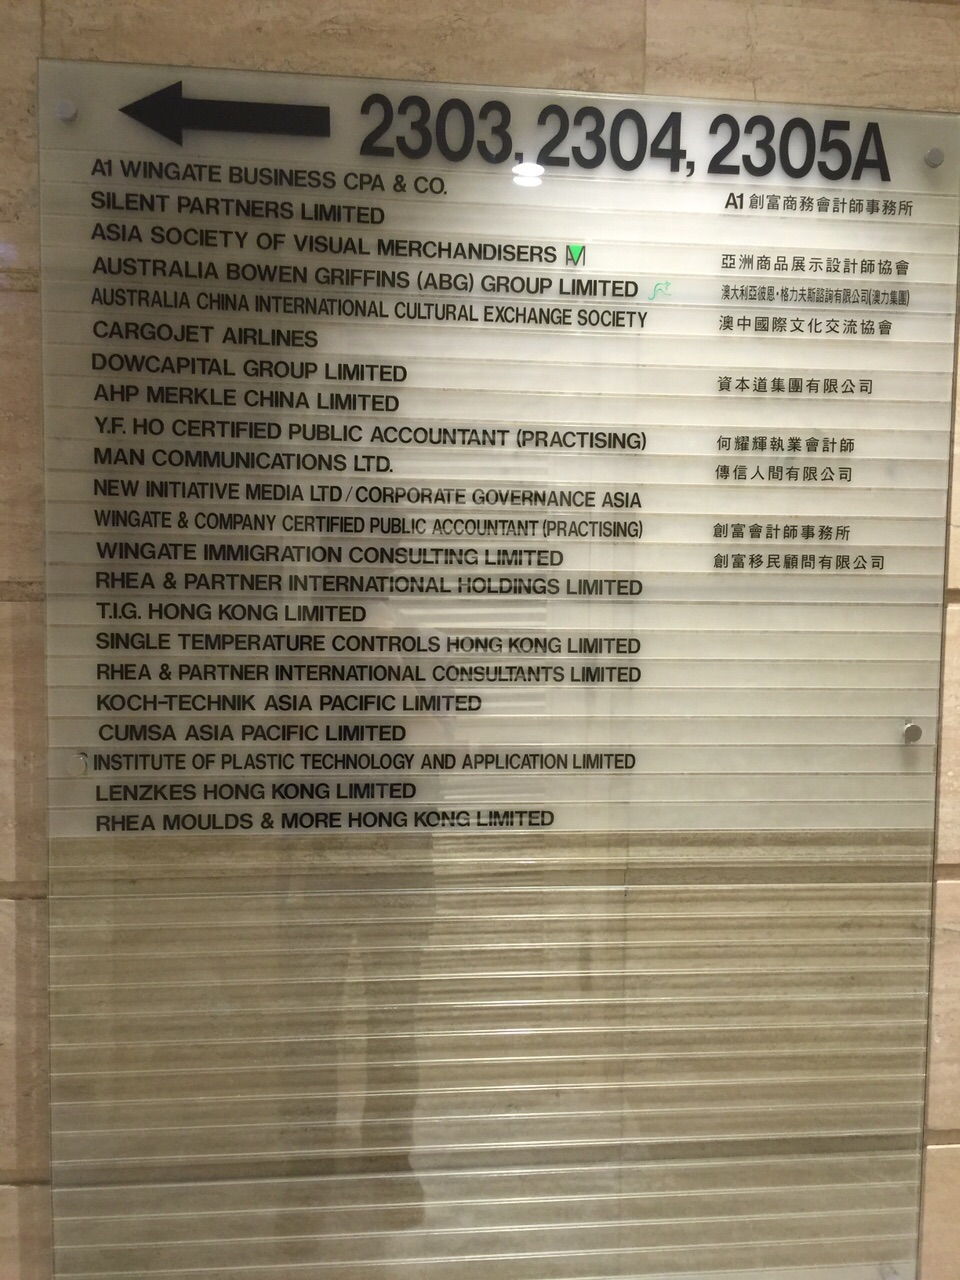 2303, 2304, 2305A
A1 WINGATE BUSINESS CPA & CO. A1 創富商務會計師事務所
SILENT PARTNERS LIMITED
ASIA SOCIETY OF VISUAL MERCHANDISERS 亞洲商品展示設計師協會
AUSTRALIA BOWEN GRIFFINS (ABG) GROUP LIMITED 澳大利亞彼恩·格力夫斯諮詢有限公司(澳力集團)
AUSTRALIA CHINA INTERNATIONAL CULTURAL EXCHANGE SOCIETY 澳中國際文化交流協會
CARGOJET AIRLINES
DOWCAPITAL GROUP LIMITED 資本道集團有限公司
AHP MERKLE CHINA LIMITED
Y.F. HO CERTIFIED PUBLIC ACCOUNTANT (PRACTISING) 何耀輝執業會計師
MAN COMMUNICATIONS LTD. 傳信人間有限公司
NEW INITIATIVE MEDIA LTD / CORPORATE GOVERNANCE ASIA
WINGATE & COMPANY CERTIFIED PUBLIC ACCOUNTANT (PRACTISING) 創富會計師事務所
WINGATE IMMIGRATION CONSULTING LIMITED 創富移民顧問有限公司
RHEA & PARTNER INTERNATIONAL HOLDINGS LIMITED
T.I.G. HONG KONG LIMITED
SINGLE TEMPERATURE CONTROLS HONG KONG LIMITED
RHEA & PARTNER INTERNATIONAL CONSULTANTS LIMITED
KOCH-TECHNIK ASIA PACIFIC LIMITED
CUMSA ASIA PACIFIC LIMITED
INSTITUTE OF PLASTIC TECHNOLOGY AND APPLICATION LIMITED
LENZKES HONG KONG LIMITED
RHEA MOULDS & MORE HONG KONG LIMITED